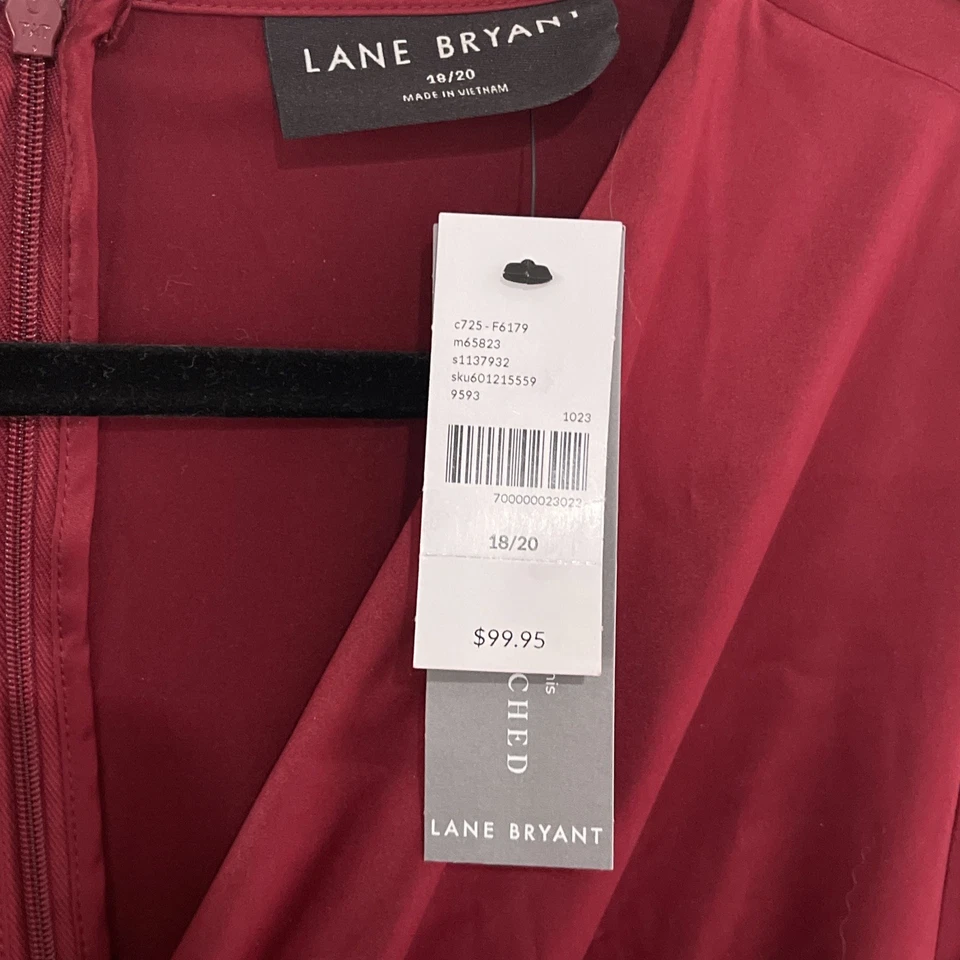 LANE BRYANT
18/20
MADE IN VIETNAM
c725-F6179
m65823
s1137932
sku601215559
9593
1023
700000023022
18/20
$99.95
his
CHED
LANE BRYANT